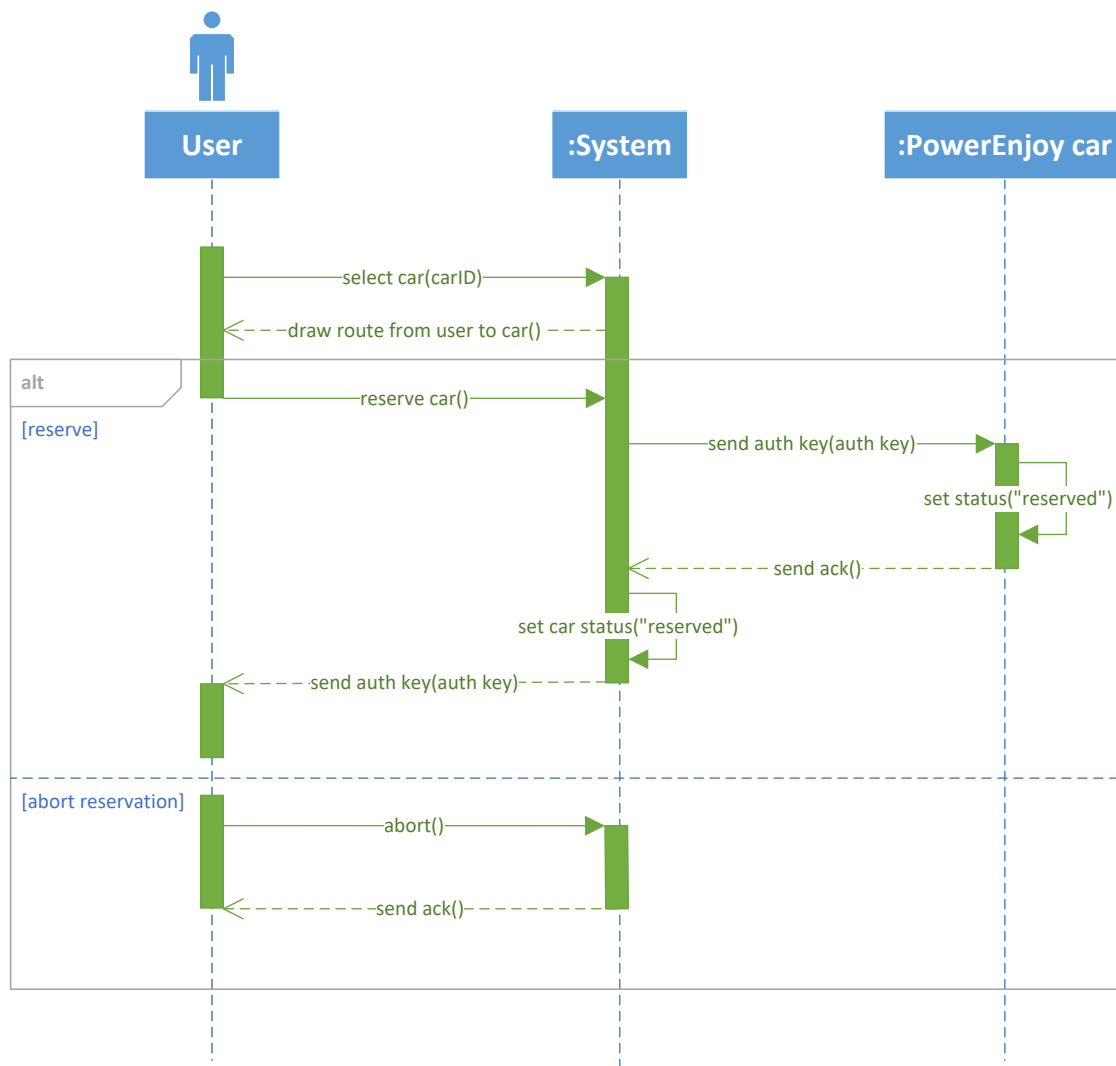 User
:System
:PowerEnjoy car
select car(carID)
draw route from user to car()
alt
reserve car()
[reserve]
send auth key(auth key)
set status("reserved")
send ack()
set car status("reserved")
send auth key(auth key)
[abort reservation]
abort()
send ack()